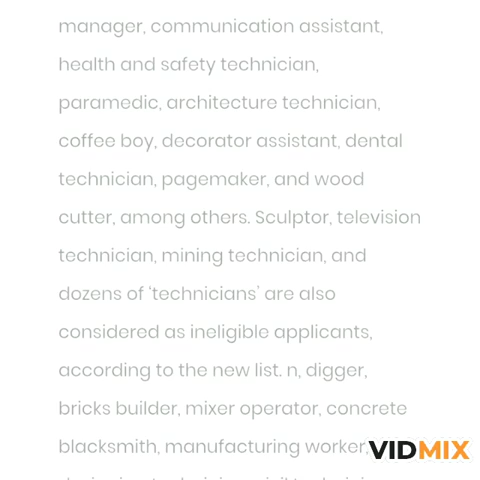 manager, communication assistant,
health and safety technician,
paramedic, architecture technician,
coffee boy, decorator assistant, dental
technician, pagemaker, and wood
cutter, among others. Sculptor, television
technician, mining technician, and
dozens of ‘technicians’ are also
considered as ineligible applicants,
according to the new list. n, digger,
bricks builder, mixer operator, concrete
blacksmith, manufacturing worker,
VIDMIX